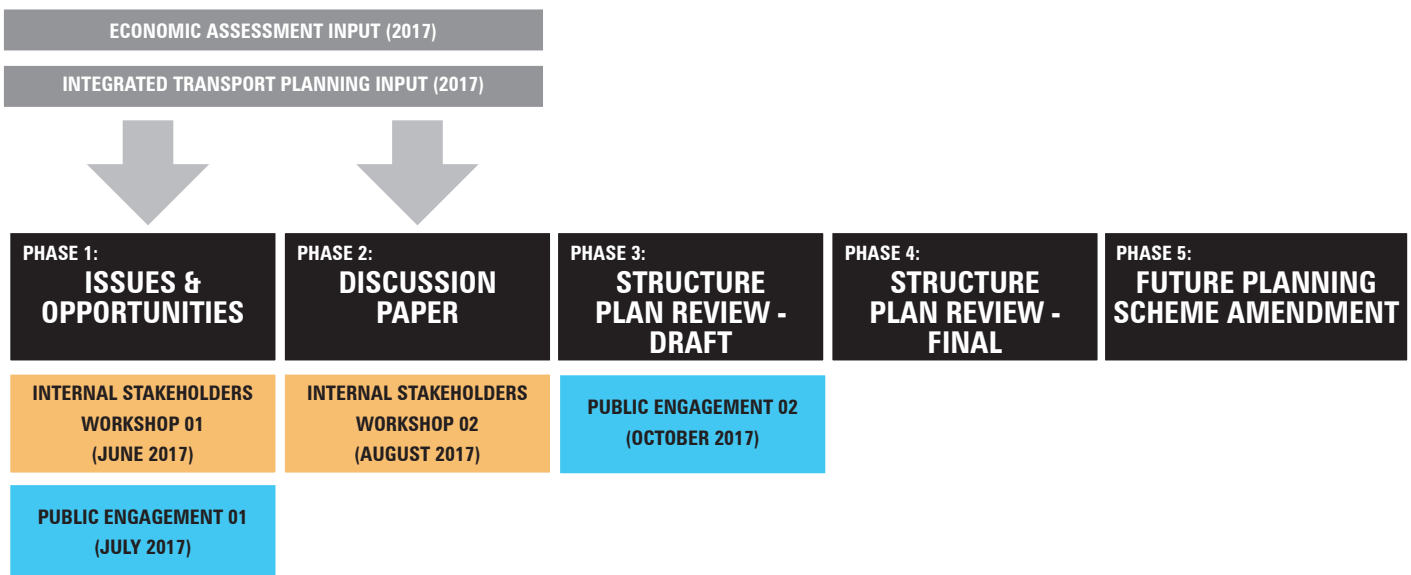 ECONOMIC ASSESSMENT INPUT (2017)
INTEGRATED TRANSPORT PLANNING INPUT (2017)
PHASE 1:
ISSUES &
OPPORTUNITIES
PHASE 2:
DISCUSSION
PAPER
PHASE 3:
STRUCTURE
PLAN REVIEW -
DRAFT
PHASE 4:
STRUCTURE
PLAN REVIEW -
FINAL
PHASE 5:
FUTURE PLANNING
SCHEME AMENDMENT
INTERNAL STAKEHOLDERS
WORKSHOP 01
(JUNE 2017)
INTERNAL STAKEHOLDERS
WORKSHOP 02
(AUGUST 2017)
PUBLIC ENGAGEMENT 02
(OCTOBER 2017)
PUBLIC ENGAGEMENT 01
(JULY 2017)